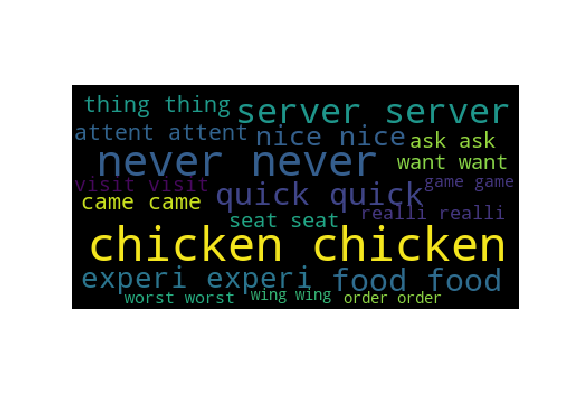 thing thing
server server
attent attent
nice nice
ask ask
never never
want want
visit visit
quick quick
game game
came came
seat seat
realli realli
chicken chicken
experi experi
food food
worst worst
wing wing
order order